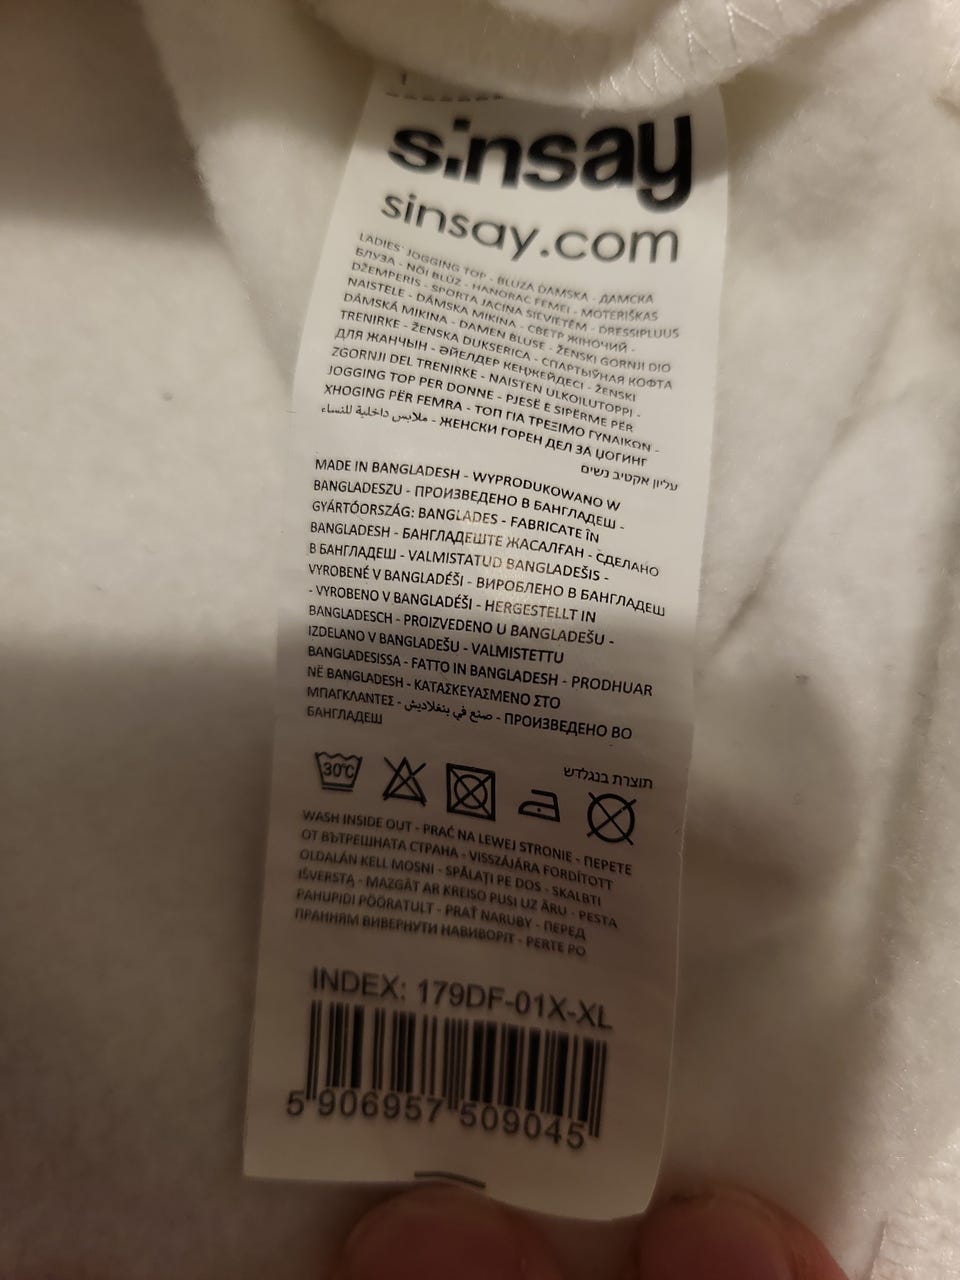 sinsay
sinsay.com
LADIES' JOGGING TOP - BLUZA DAMSKA - ДАМСКА
БЛУЗА - NŐI BLÚZ - HANORAC FEMEI - MOTERIŠKAS
DŽEMPERIS - SPORTA JACIŅA SIEVIETĒM - DRESSIPLUUS
NAISTELE - DÁMSKA MIKINA - СВЕТР ЖІНОЧИЙ -
DÁMSKÁ MIKINA - DAMEN BLUSE - ŽENSKI GORNJI DIO
TRENIRKE - ŽENSKA DUKSERICA - СПАРТЫЎНАЯ КОФТА
ДЛЯ ЖАНЧЫН - ӘЙЕЛДЕР КЕҢЖЕЙДЕСІ - ŽENSKI
ZGORNJI DEL TRENIRKE - NAISTEN ULKOILUTOPPI -
JOGGING TOP PER DONNE - PJESË E SIPËRME PËR
XHOGING PËR FEMRA - ΤΟΠ ΓΙΑ ΤΡΕΞΙΜΟ ΓΥΝΑΙΚΩΝ -
ملابس داخلية للنساء - ЖЕНСКИ ГОРЕН ДЕЛ ЗА ЏОГИНГ
עליון אקטיב נשים
MADE IN BANGLADESH - WYPRODUKOWANO W
BANGLADESZU - ПРОИЗВЕДЕНО В БАНГЛАДЕШ -
GYÁRTÓORSZÁG: BANGLADES - FABRICATE ÎN
BANGLADESH - БАНГЛАДЕШТЕ ЖАСАЛҒАН - СДЕЛАНО
В БАНГЛАДЕШ - VALMISTATUD BANGLADEŠIS -
VYROBENÉ V BANGLADÉŠI - ВИРОБЛЕНО В БАНГЛАДЕШ
- VYROBENO V BANGLADÉŠI - HERGESTELLT IN
BANGLADESCH - PROIZVEDENO U BANGLADEŠU -
IZDELANO V BANGLADEŠU - VALMISTETTU
BANGLADESISSA - FATTO IN BANGLADESH - PRODHUAR
NË BANGLADESH - ΚΑΤΑΣΚΕΥΑΣΜΕΝΟ ΣΤΟ
ΜΠΑΓΚΛΑΝΤΕΣ - صنع في بنغلاديش - ПРОИЗВЕДЕНО ВО
БАНГЛАДЕШ
תוצרת בנגלדש
30°C
WASH INSIDE OUT - PRAĆ NA LEWEJ STRONIE - ПЕРЕТЕ
ОТ ВЪТРЕШНАТА СТРАНА - VISSZÁJÁRA FORDÍTOTT
OLDALÁN KELL MOSNI - SPĂLAȚI PE DOS - SKALBTI
IŠVERSTĄ - MAZGĀT AR KREISO PUSI UZ ĀRU - PESTA
PAHUPIDI PÖÖRATULT - PRAŤ NARUBY - ПЕРЕД
ПРАННЯМ ВИВЕРНУТИ НАВИВОРІТ - PERTE PO
INDEX: 179DF-01X-XL
5 906957 509045